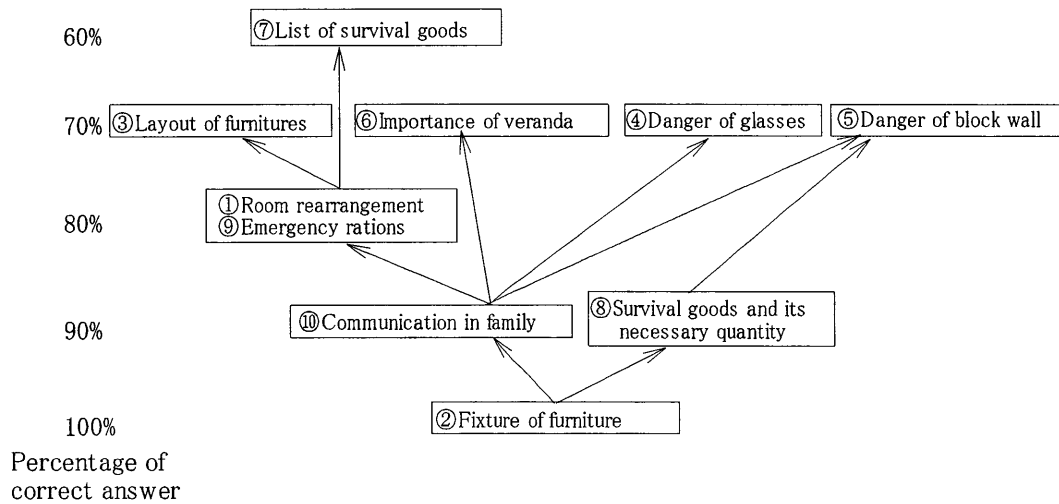 60%
⑦List of survival goods
70%
③Layout of furnitures
⑥Importance of veranda
④Danger of glasses
⑤Danger of block wall
80%
①Room rearrangement
⑨Emergency rations
90%
⑩Communication in family
⑧Survival goods and its
necessary quantity
100%
②Fixture of furniture
Percentage of
correct answer